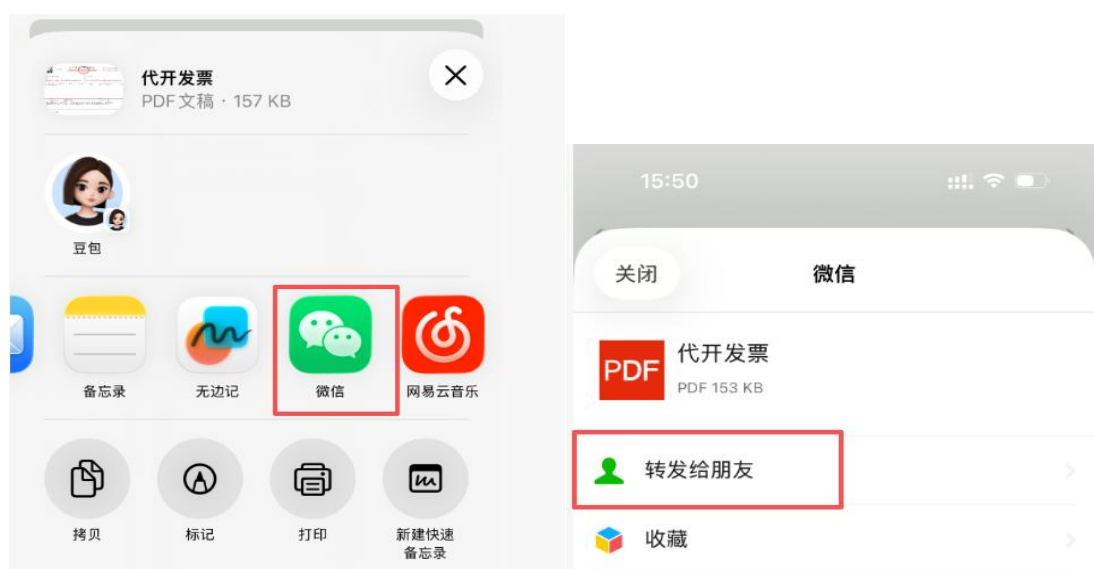 代开发票
PDF 文稿 · 157 KB
豆包
备忘录
无边记
微信
网易云音乐
拷贝
标记
打印
新建快速
备忘录
15:50
关闭
微信
PDF
代开发票
PDF 153 KB
转发给朋友
收藏